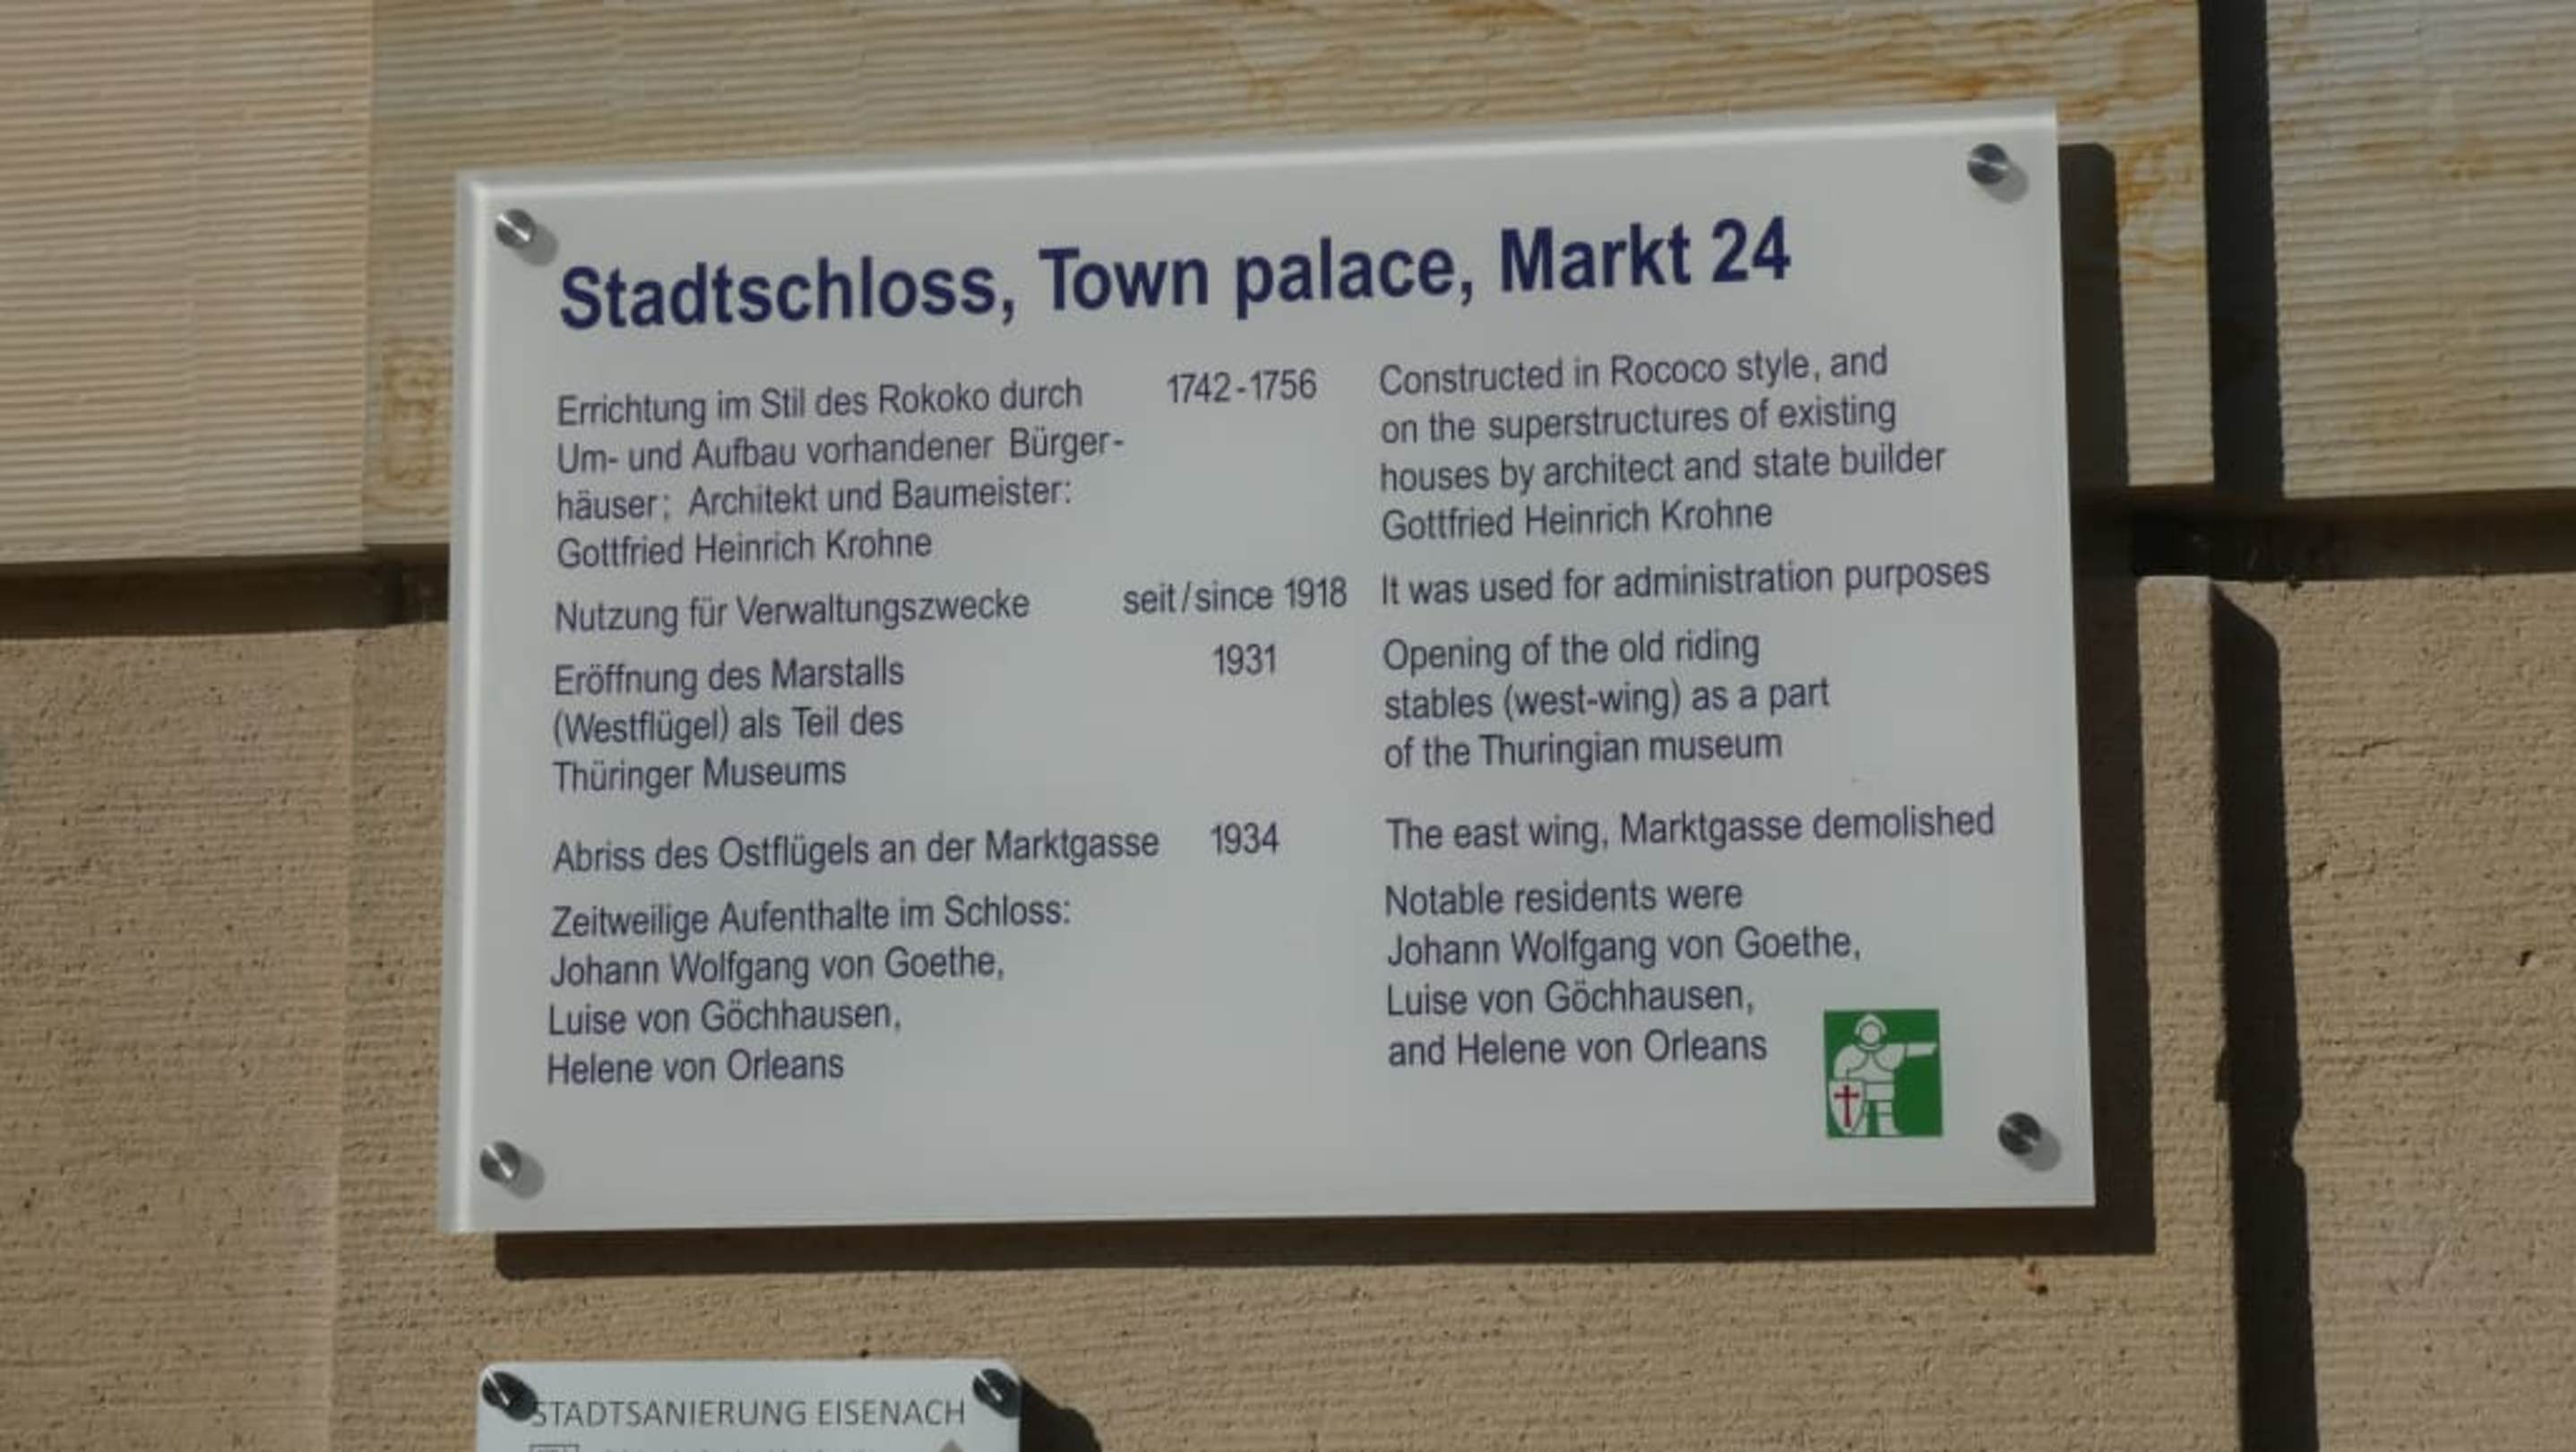 Stadtschloss, Town palace, Markt 24
Errichtung im Stil des Rokoko durch
Um- und Aufbau vorhandener Bürger-
häuser; Architekt und Baumeister:
Gottfried Heinrich Krohne
1742-1756
Constructed in Rococo style, and
on the superstructures of existing
houses by architect and state builder
Gottfried Heinrich Krohne
Nutzung für Verwaltungszwecke
seit/since 1918
It was used for administration purposes
Eröffnung des Marstalls
(Westflügel) als Teil des
Thüringer Museums
1931
Opening of the old riding
stables (west-wing) as a part
of the Thuringian museum
Abriss des Ostflügels an der Marktgasse
1934
The east wing, Marktgasse demolished
Zeitweilige Aufenthalte im Schloss:
Johann Wolfgang von Goethe,
Luise von Göchhausen,
Helene von Orleans
Notable residents were
Johann Wolfgang von Goethe,
Luise von Göchhausen,
and Helene von Orleans
STADTSANIERUNG EISENACH